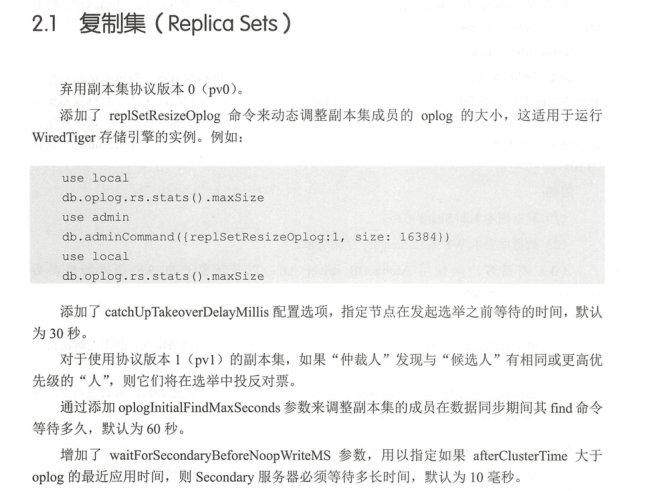 2.1 复制集（Replica Sets）
弃用副本集协议版本 0（pv0）。
添加了 replSetResizeOplog 命令来动态调整副本集成员的 oplog 的大小，这适用于运行
WiredTiger 存储引擎的实例。例如：
use local
db.oplog.rs.stats().maxSize
use admin
db.adminCommand({replSetResizeOplog:1, size: 16384})
use local
db.oplog.rs.stats().maxSize
添加了 catchUpTakeoverDelayMillis 配置选项，指定节点在发起选举之前等待的时间，默认
为 30 秒。
对于使用协议版本 1（pv1）的副本集，如果“仲裁人”发现与“候选人”有相同或更高优
先级的“人”，则它们将在选举中投反对票。
通过添加 oplogInitialFindMaxSeconds 参数来调整副本集的成员在数据同步期间其 find 命令
等待多久，默认为 60 秒。
增加了 waitForSecondaryBeforeNoopWriteMS 参数，用以指定如果 afterClusterTime 大于
oplog 的最近应用时间，则 Secondary 服务器必须等待多长时间，默认为 10 毫秒。